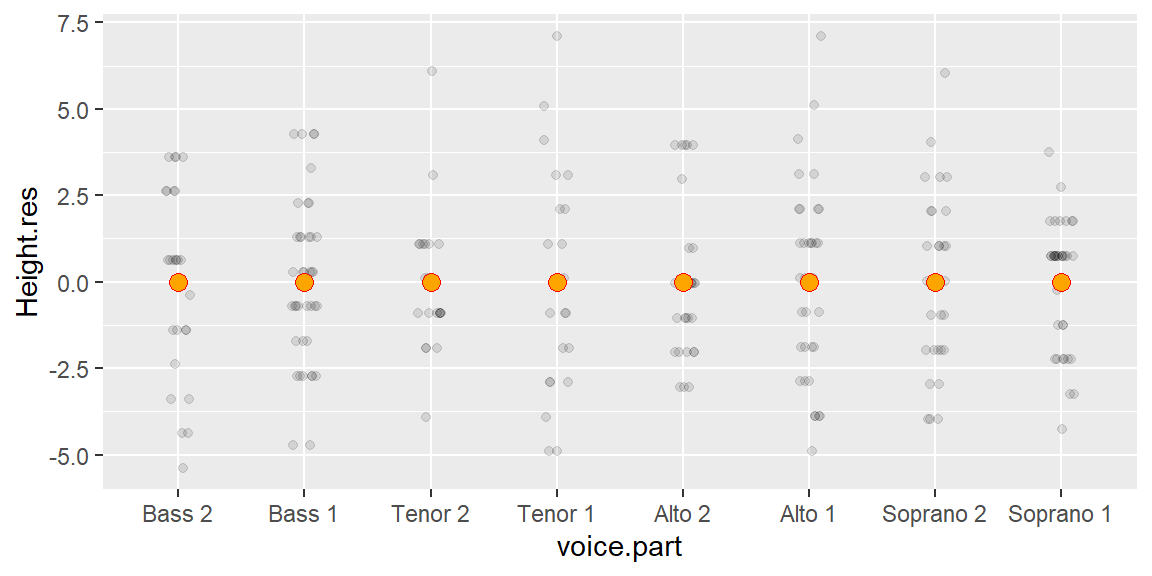 7.5
5.0
2.5
0.0
-2.5
-5.0
Height.res
Bass 2 Bass 1 Tenor 2 Tenor 1 Alto 2 Alto 1 Soprano 2 Soprano 1
voice.part